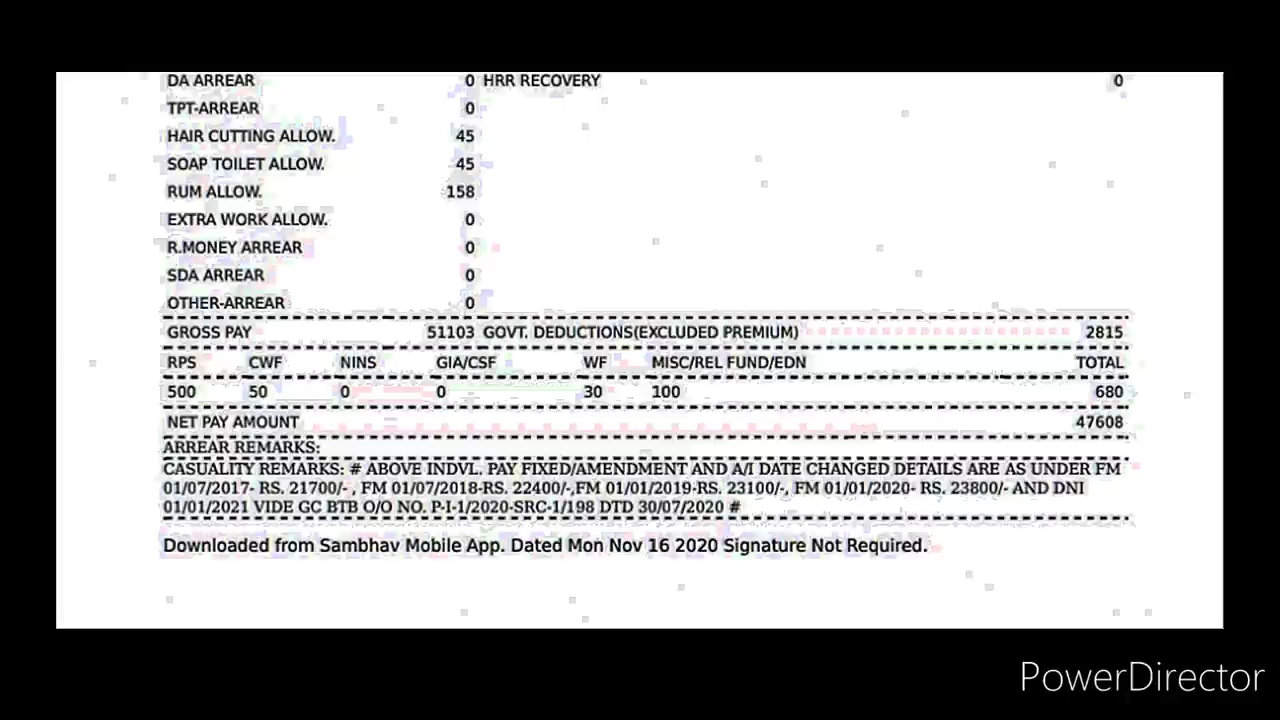 DA ARREAR 0 HRR RECOVERY 0
TPT-ARREAR 0
HAIR CUTTING ALLOW. 45
SOAP TOILET ALLOW. 45
RUM ALLOW. 158
EXTRA WORK ALLOW. 0
R.MONEY ARREAR 0
SDA ARREAR 0
OTHER-ARREAR 0
GROSS PAY 51103 GOVT. DEDUCTIONS(EXCLUDED PREMIUM) 2815
RPS CWF NINS GIA/CSF WF MISC/REL FUND/EDN TOTAL
500 50 0 0 30 100 680
NET PAY AMOUNT 47608
ARREAR REMARKS:
CASUALITY REMARKS: # ABOVE INDVL. PAY FIXED/AMENDMENT AND A/I DATE CHANGED DETAILS ARE AS UNDER FM
01/07/2017- RS. 21700/- , FM 01/07/2018-RS. 22400/-,FM 01/01/2019-RS. 23100/-, FM 01/01/2020- RS. 23800/- AND DNI
01/01/2021 VIDE GC BTB O/O NO. P-I-1/2020-SRC-1/198 DTD 30/07/2020 #
Downloaded from Sambhav Mobile App. Dated Mon Nov 16 2020 Signature Not Required.
PowerDirector